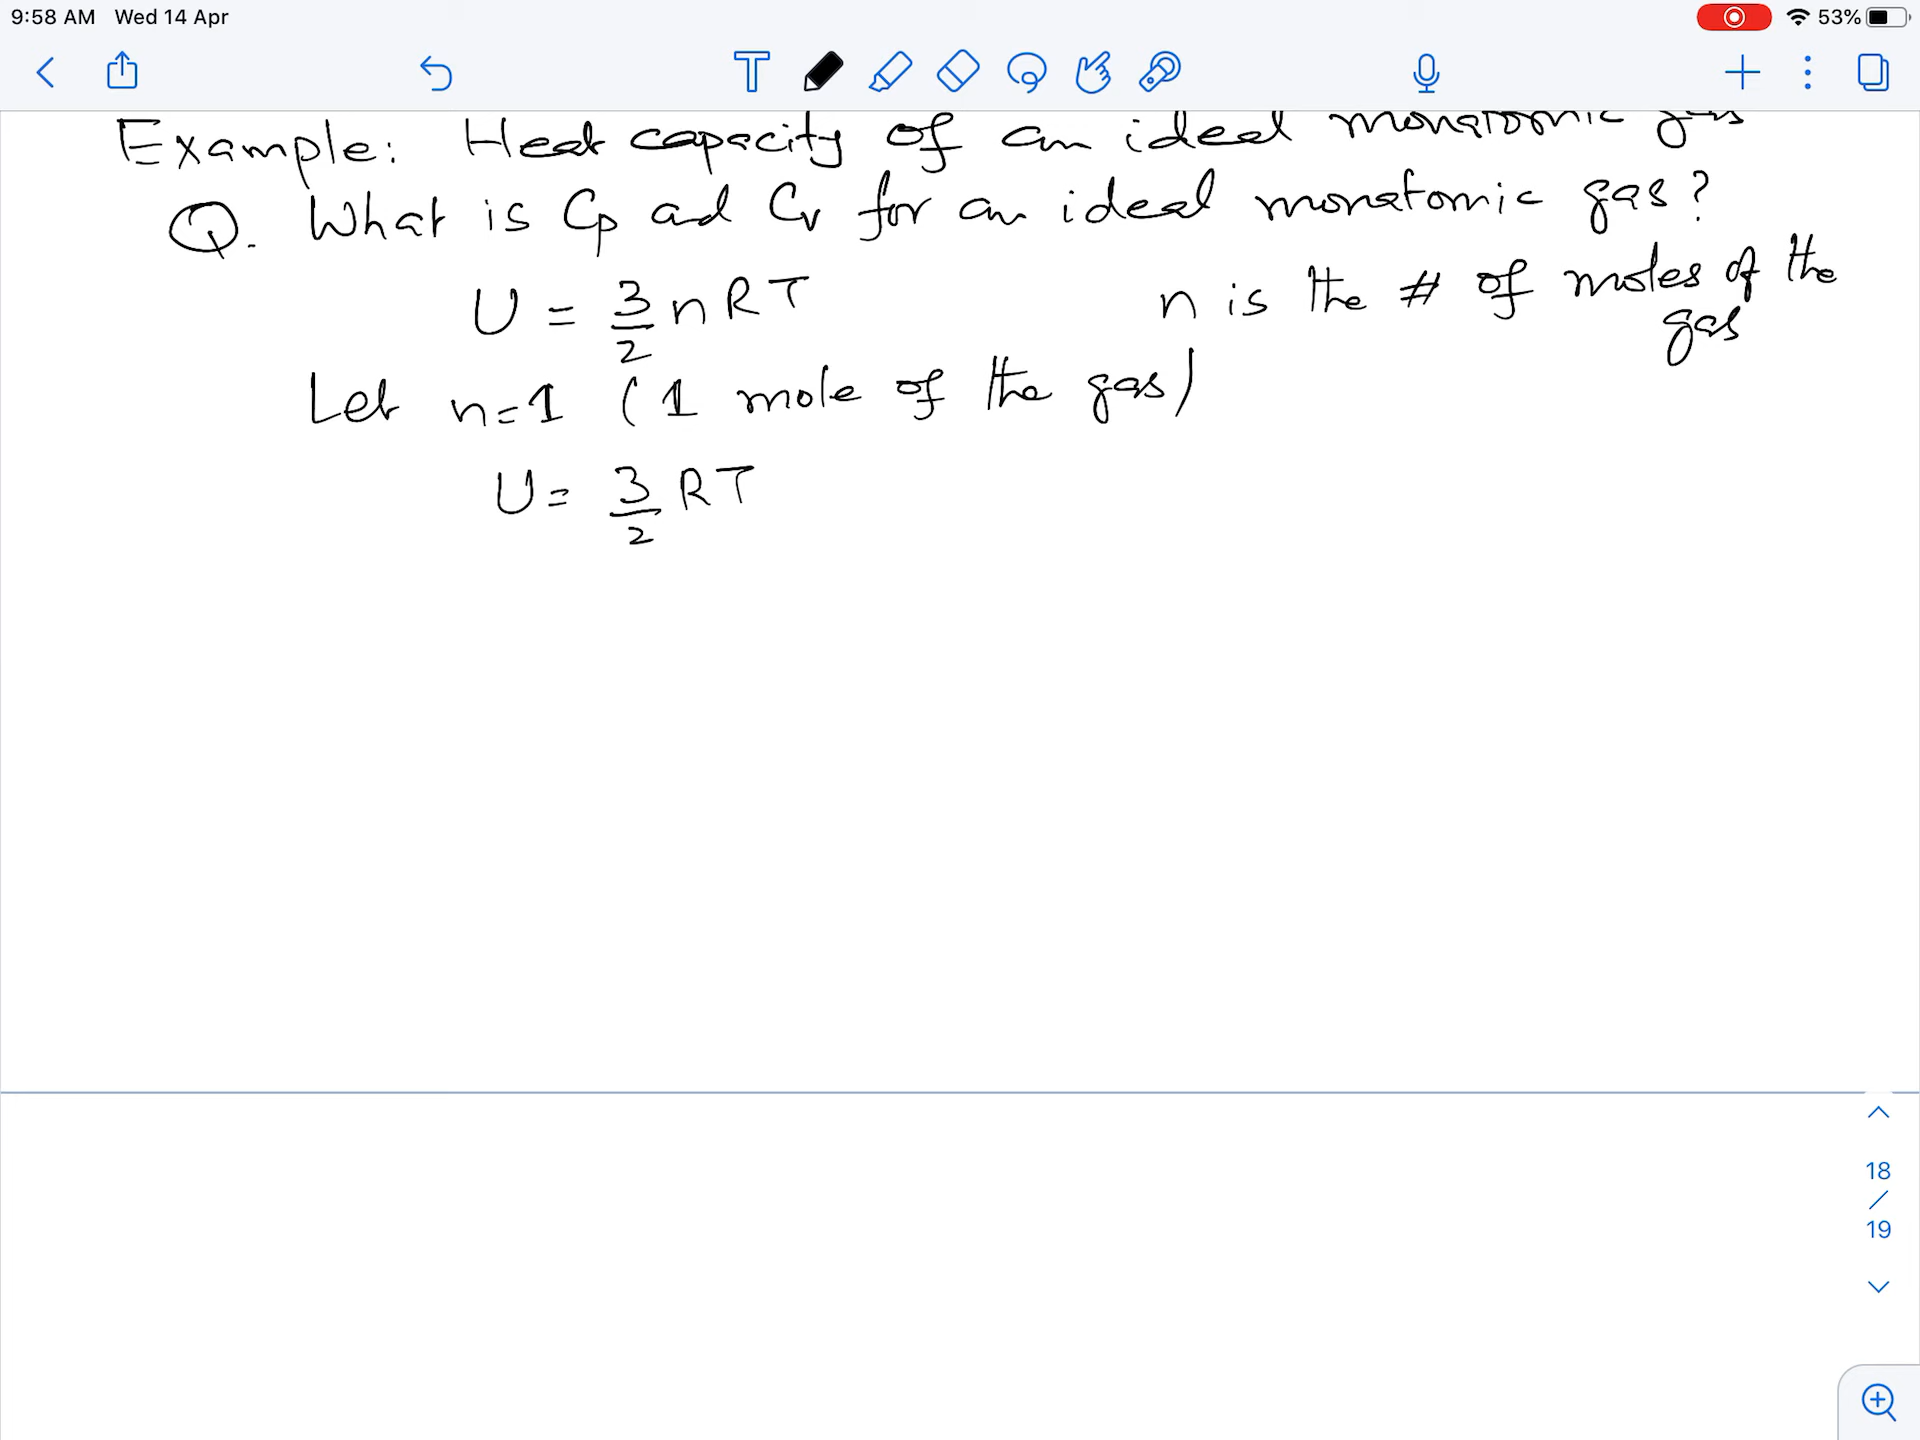 9:58 AM Wed 14 Apr 53%
T
Example: Heat capacity of an ideal monatomic gas
Q. What is Cp and Cv for an ideal monatomic gas?
U = 3/2 nRT n is the # of moles of the gas
Let n=1 (1 mole of the gas)
U= 3/2 RT
18
/
19